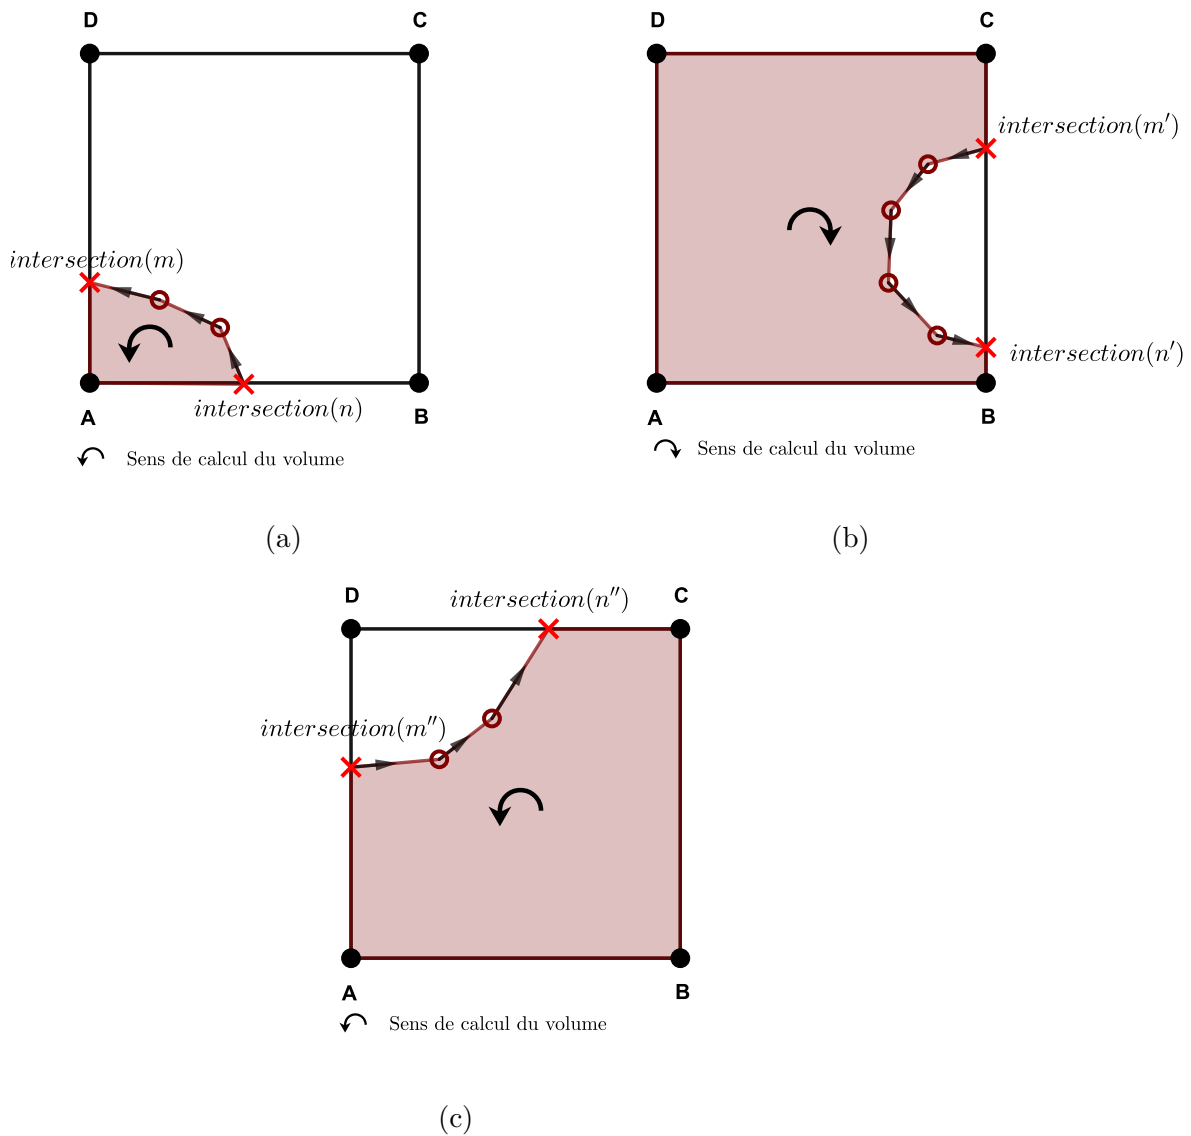 D C
intersection(m)
A B
intersection(n)
Sens de calcul du volume
(a)
D C
intersection(m′)
intersection(n′)
A B
Sens de calcul du volume
(b)
D C
intersection(n′′)
intersection(m′′)
A B
Sens de calcul du volume
(c)